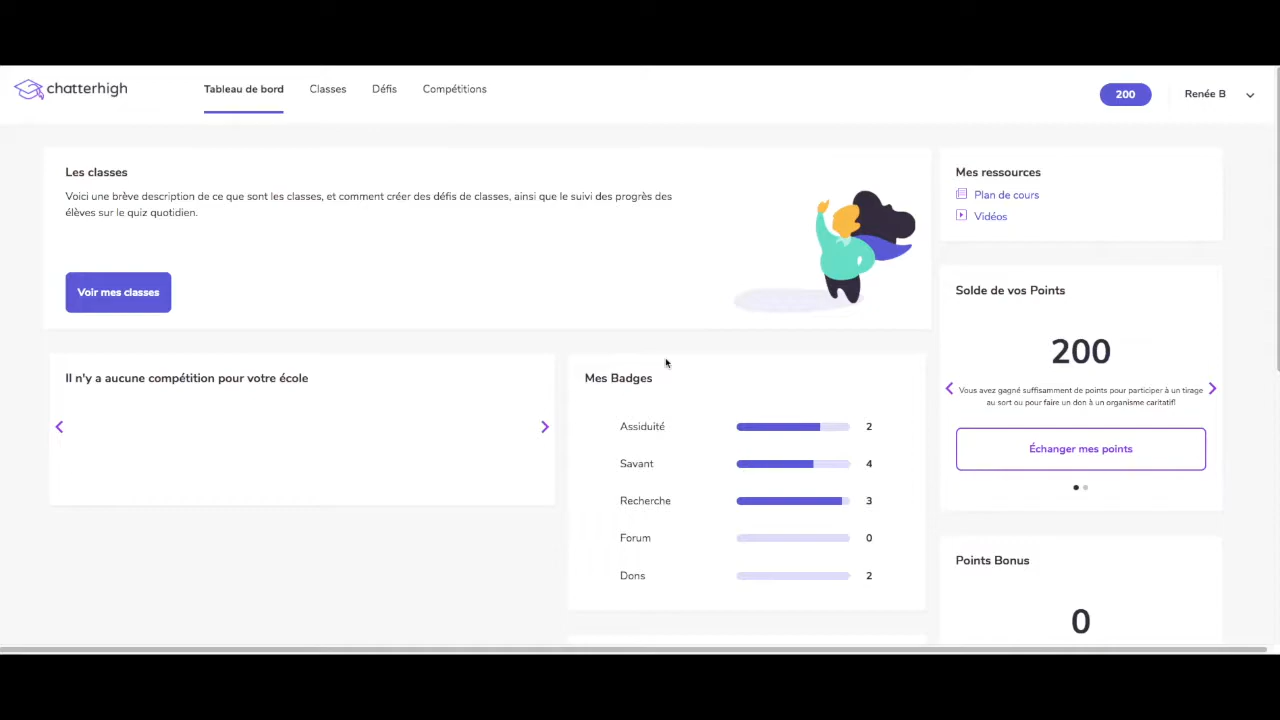 chatterhigh
Tableau de bord
Classes
Défis
Compétitions
200
Renée B
Les classes
Voici une brève description de ce que sont les classes, et comment créer des défis de classes, ainsi que le suivi des progrès des
élèves sur le quiz quotidien.
Voir mes classes
Mes ressources
Plan de cours
Vidéos
Solde de vos Points
200
Vous avez gagné suffisamment de points pour participer à un tirage
au sort ou pour faire un don à un organisme caritatif!
Échanger mes points
Il n'y a aucune compétition pour votre école
Mes Badges
Assiduité 2
Savant 4
Recherche 3
Forum 0
Dons 2
Points Bonus
0